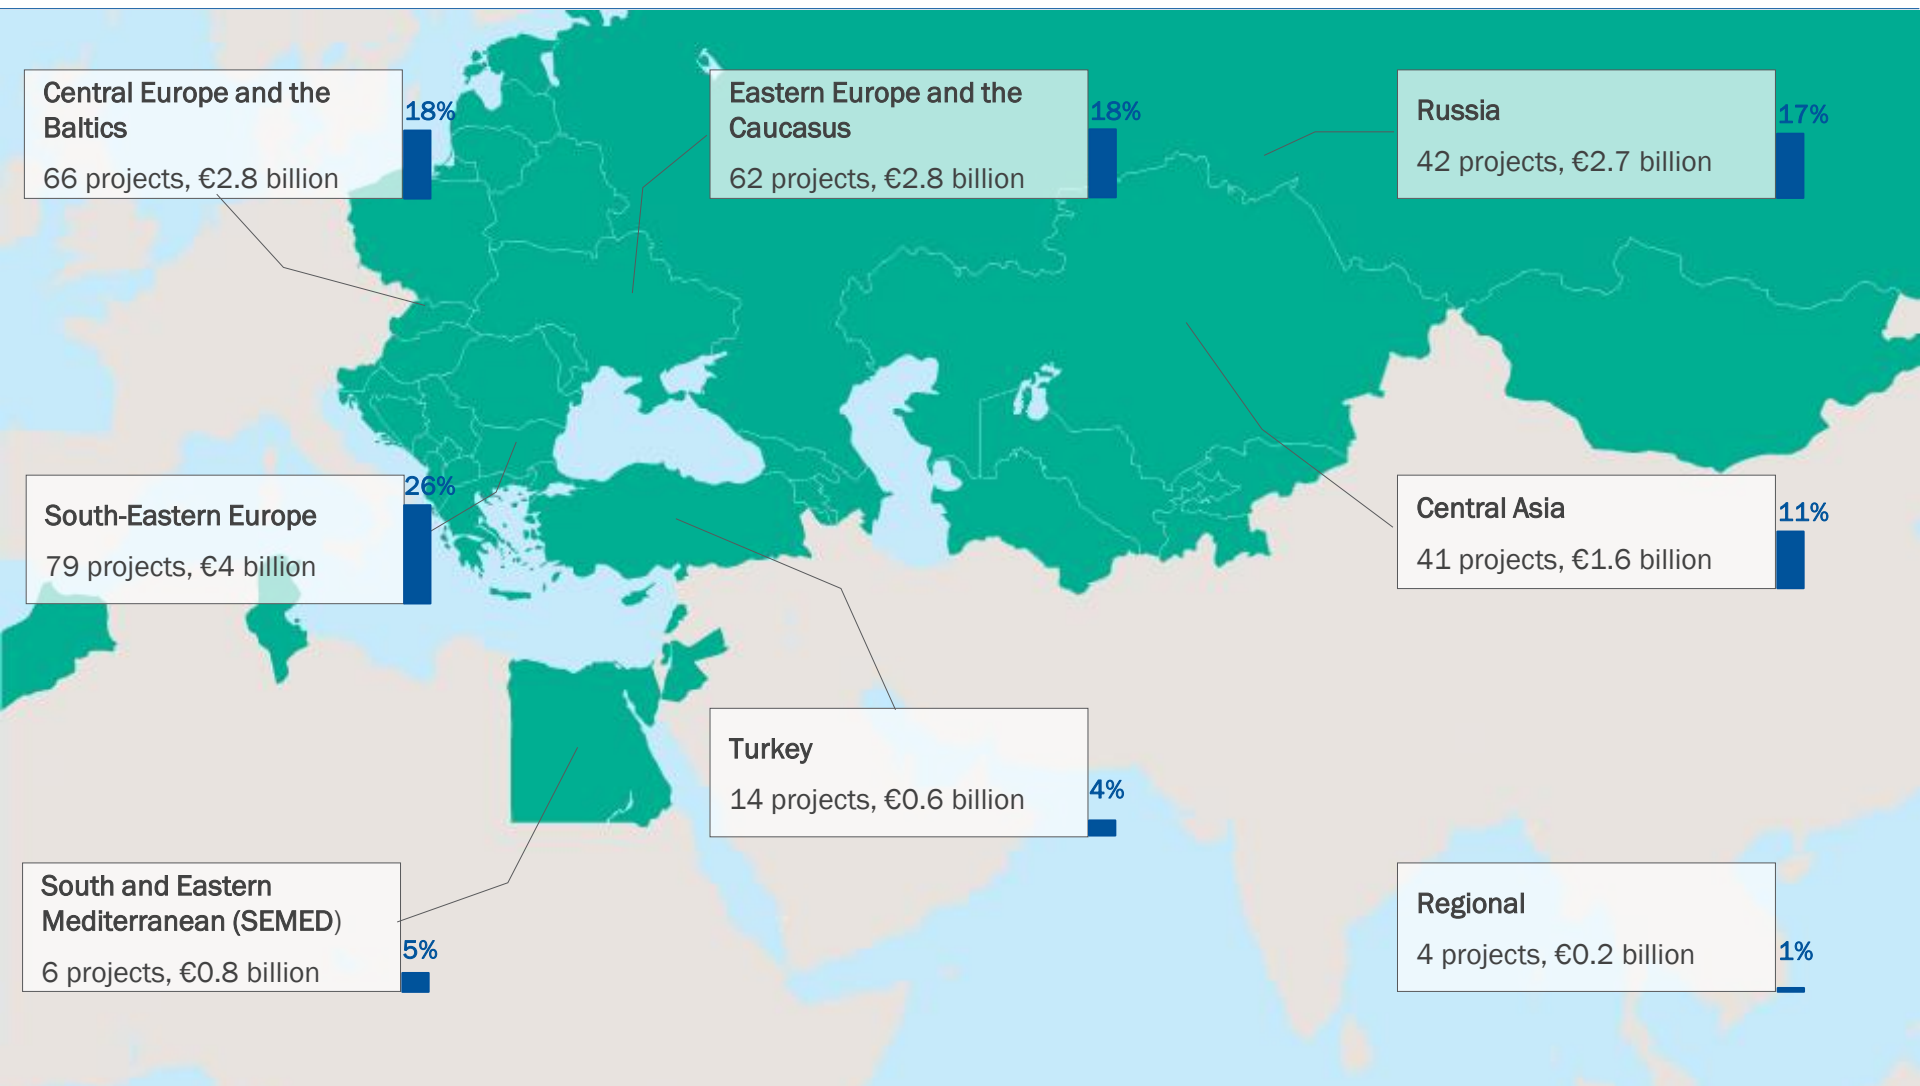 Central Europe and the
Baltics
66 projects, €2.8 billion
18%
Eastern Europe and the
Caucasus
62 projects, €2.8 billion
18%
Russia
42 projects, €2.7 billion
17%
South-Eastern Europe
79 projects, €4 billion
26%
Central Asia
41 projects, €1.6 billion
11%
Turkey
14 projects, €0.6 billion
4%
South and Eastern
Mediterranean (SEMED)
6 projects, €0.8 billion
5%
Regional
4 projects, €0.2 billion
1%